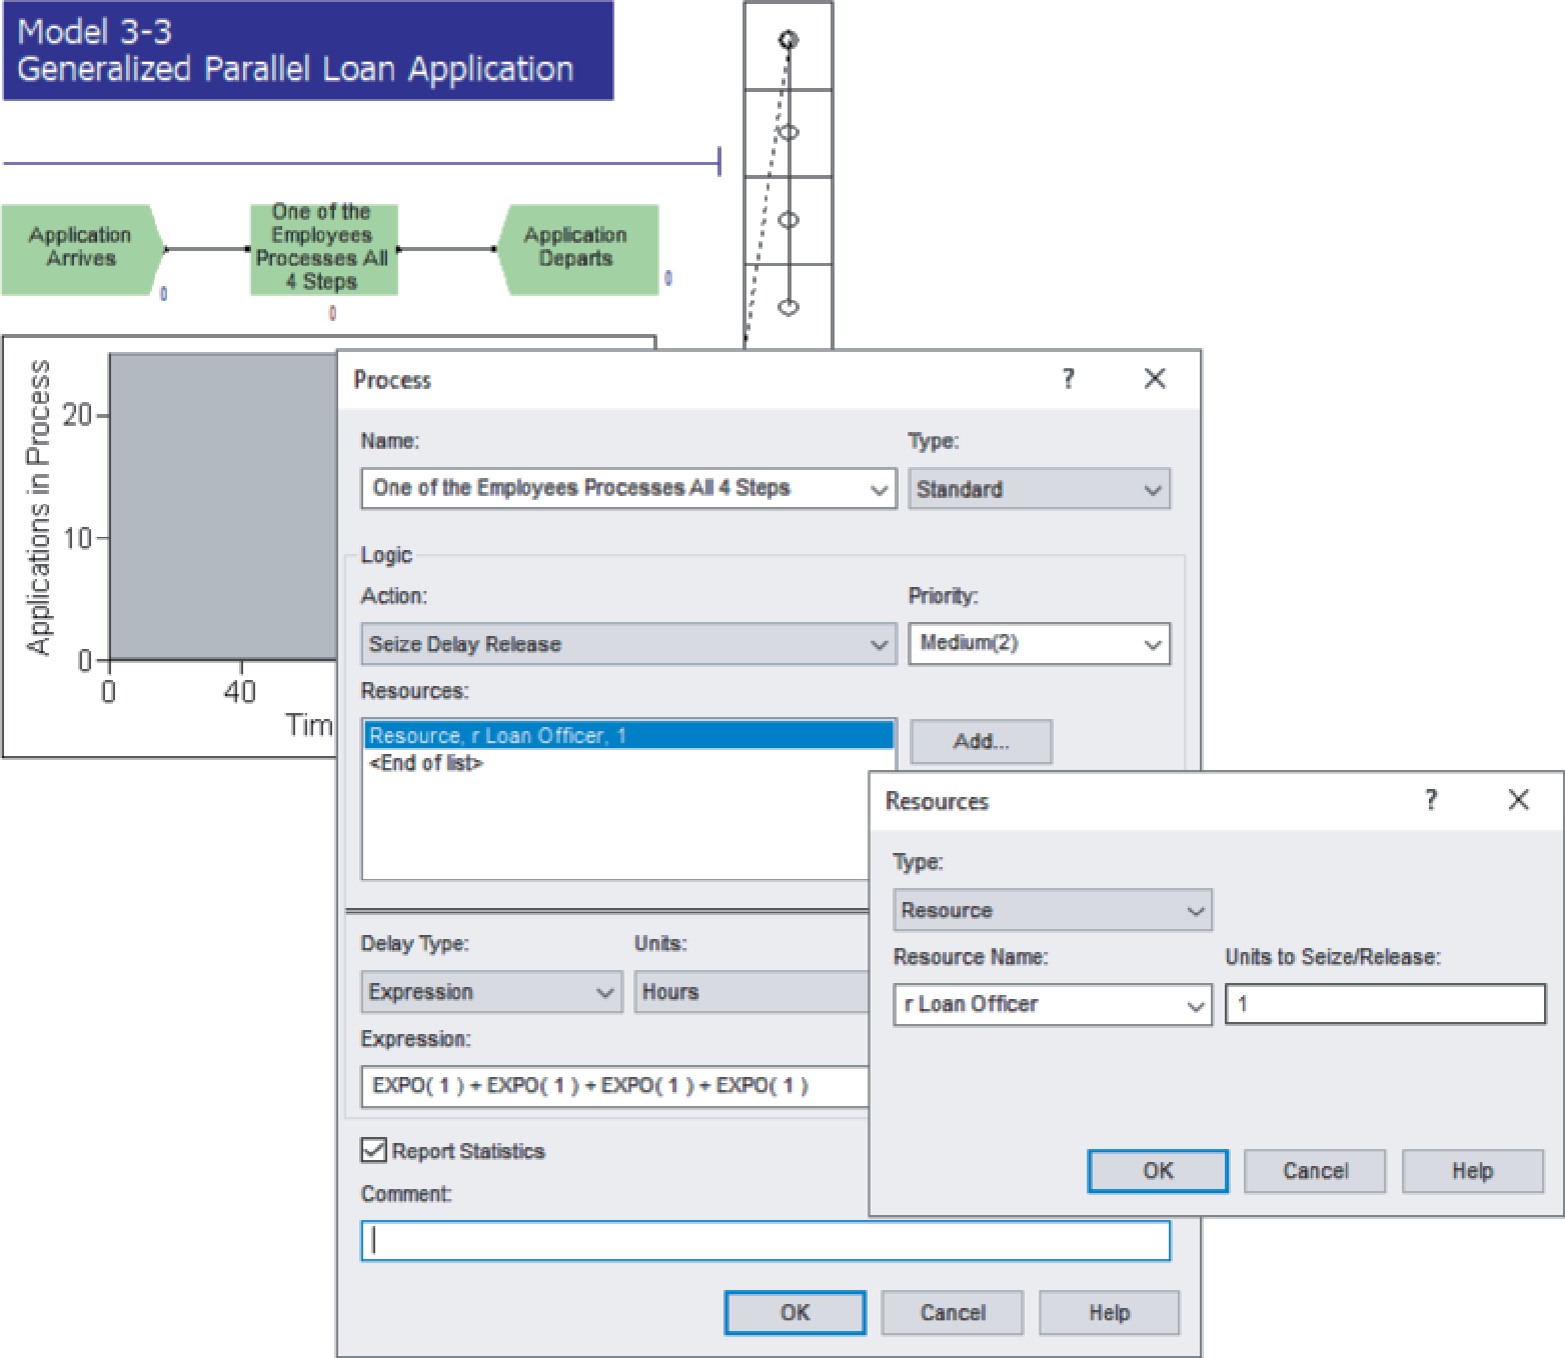 Model 3-3
Generalized Parallel Loan Application
Application
Arrives
0
One of the
Employees
Processes All
4 Steps
0
Application
Departs
0
Applications in Process
20
10
0
0
40
Tim
Process
?
Name:
Type:
One of the Employees Processes All 4 Steps
Standard
Logic
Action:
Priority:
Seize Delay Release
Medium(2)
Resources:
Resource, r Loan Officer, 1
<End of list>
Add...
Delay Type:
Units:
Expression
Hours
Expression:
EXPO( 1 ) + EXPO( 1 ) + EXPO( 1 ) + EXPO( 1 )
Report Statistics
Comment:
OK
Cancel
Help
Resources
?
Type:
Resource
Resource Name:
Units to Seize/Release:
r Loan Officer
1
OK
Cancel
Help